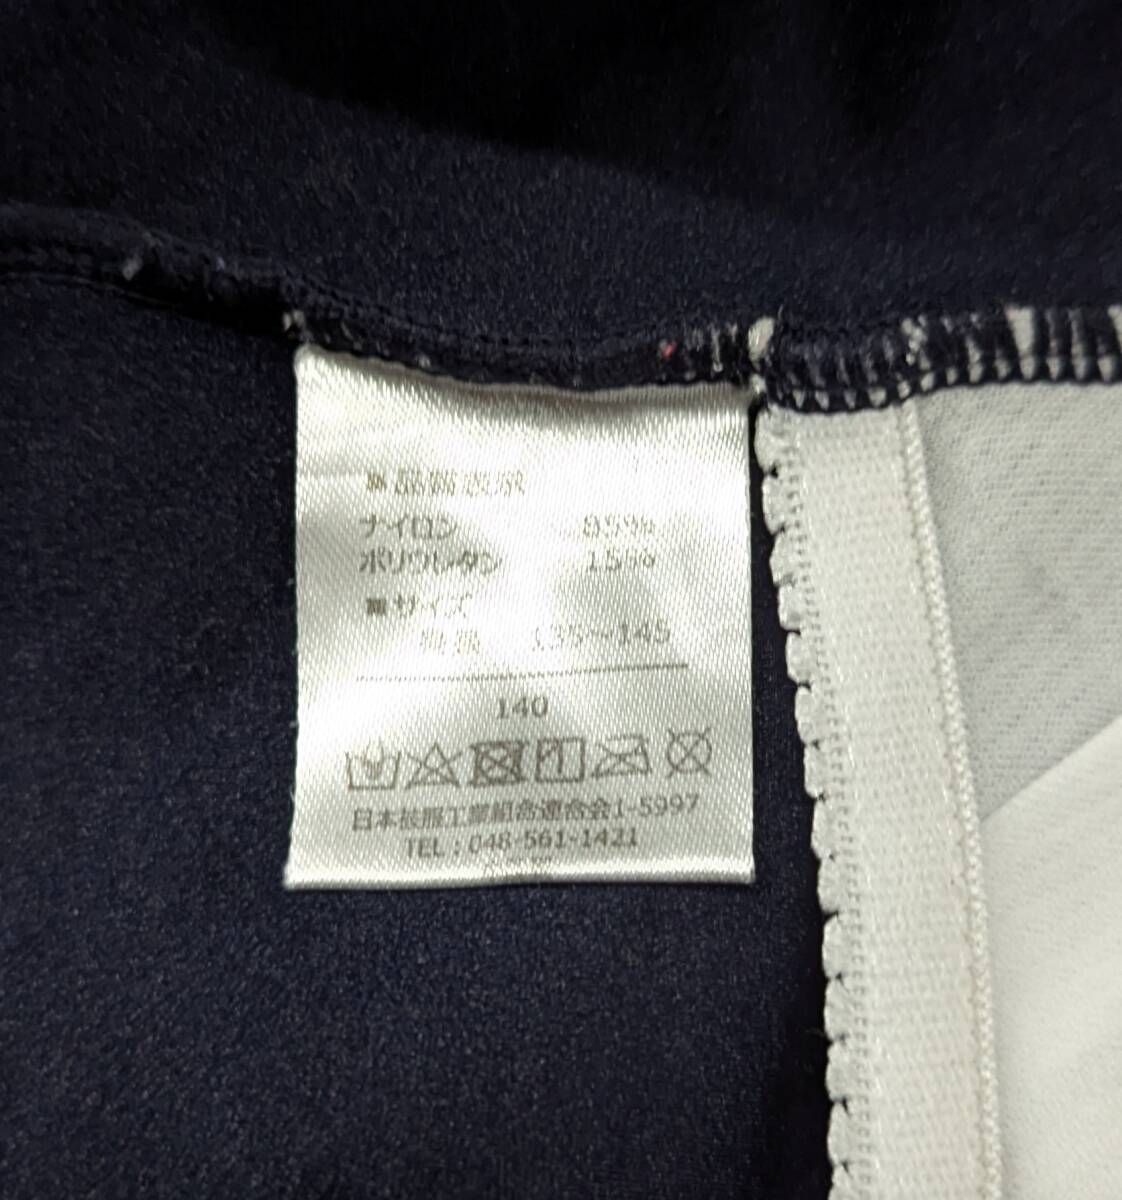 ■品質表示
ナイロン 85%
ポリウレタン 15%
■サイズ
身長 135～145
140
日本被服工業組合連合会1-5997
TEL：048-561-1421